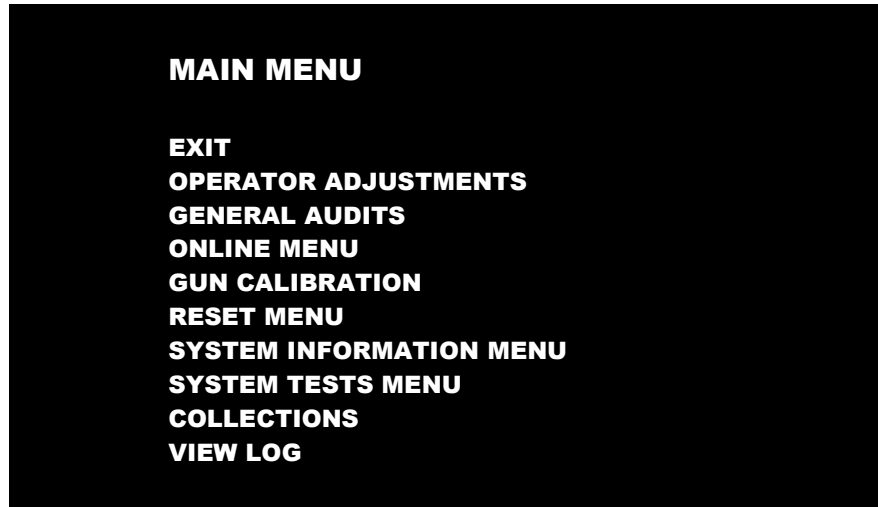 MAIN MENU
EXIT
OPERATOR ADJUSTMENTS
GENERAL AUDITS
ONLINE MENU
GUN CALIBRATION
RESET MENU
SYSTEM INFORMATION MENU
SYSTEM TESTS MENU
COLLECTIONS
VIEW LOG